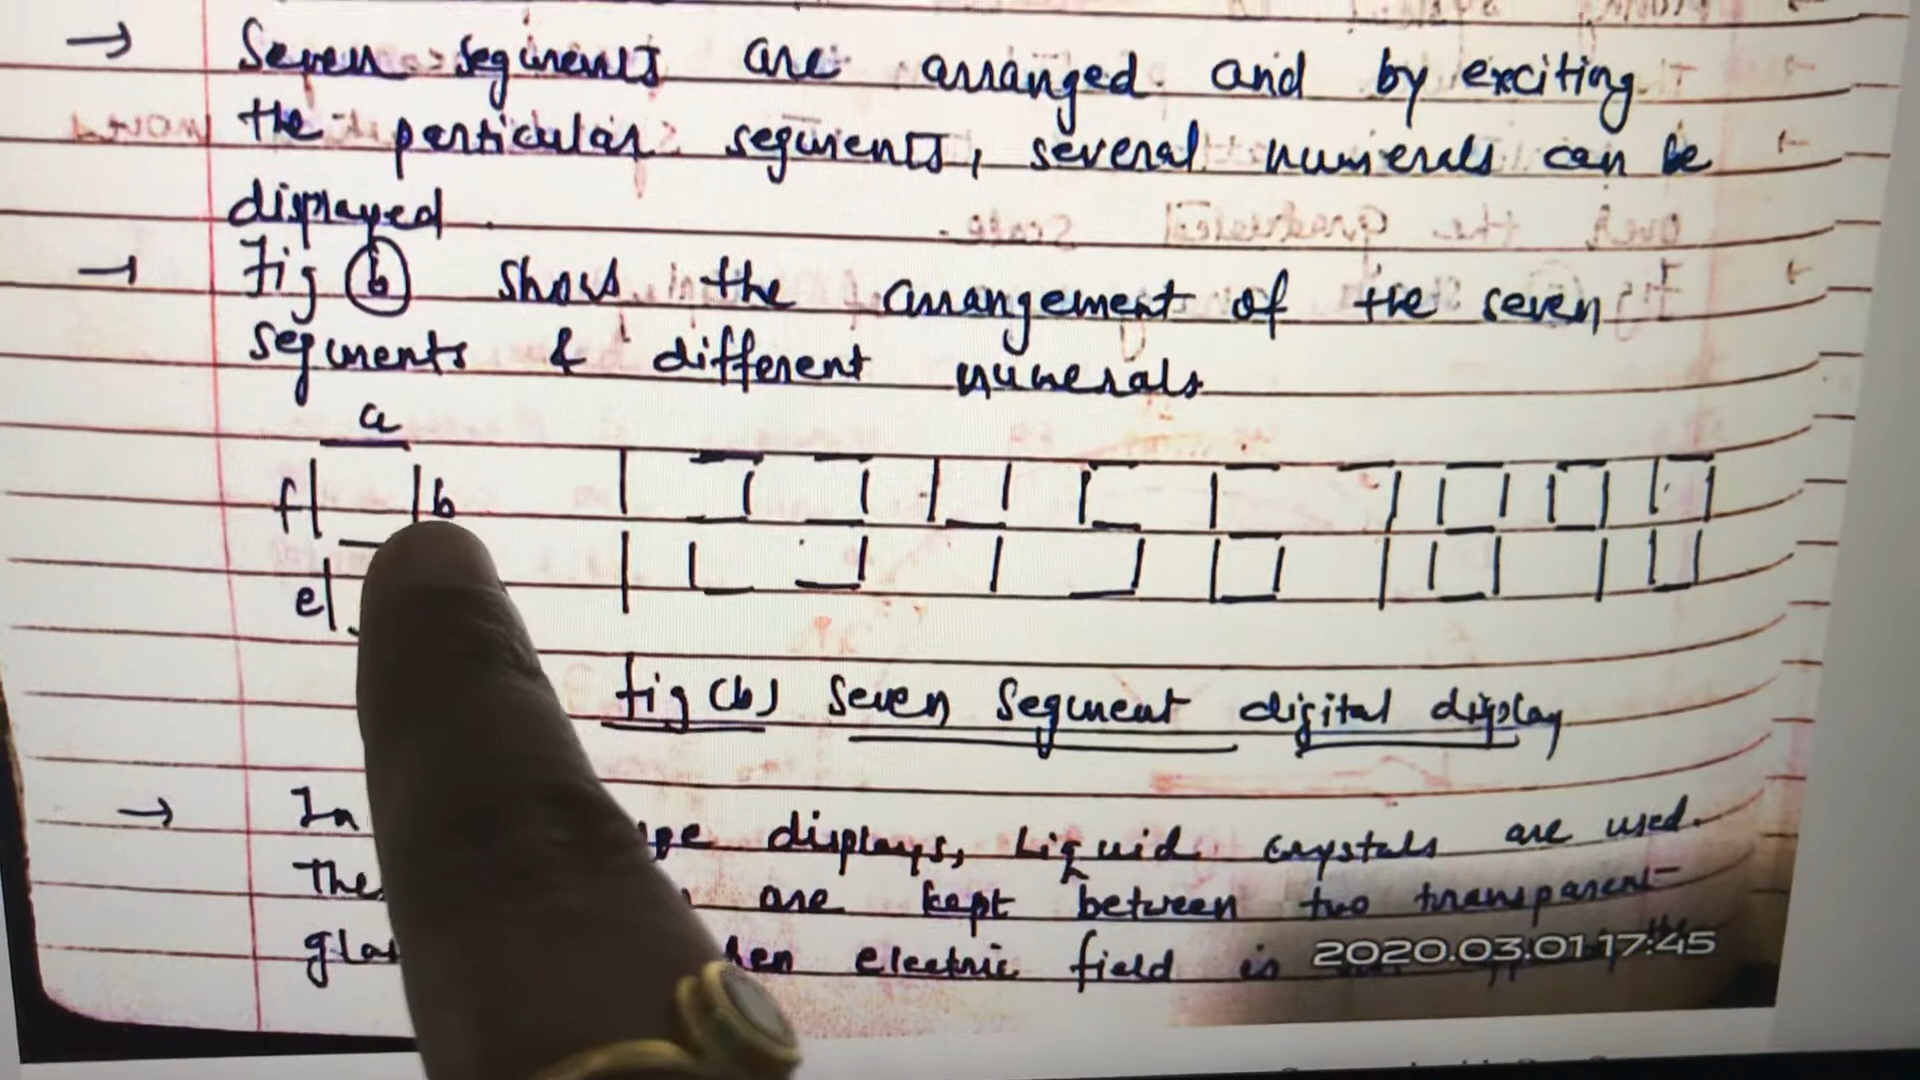 → Seven segments are arranged and by exciting
the particular segments, several numerals can be
displayed.
→ Fig (b) shows the arrangement of the seven
segments & different numerals
a
f b
e
fig (b) Seven Segment digital display
→ In displays, Liquid crystals are used.
The are kept between two transparent
electric field is
2020.03.01 17:45